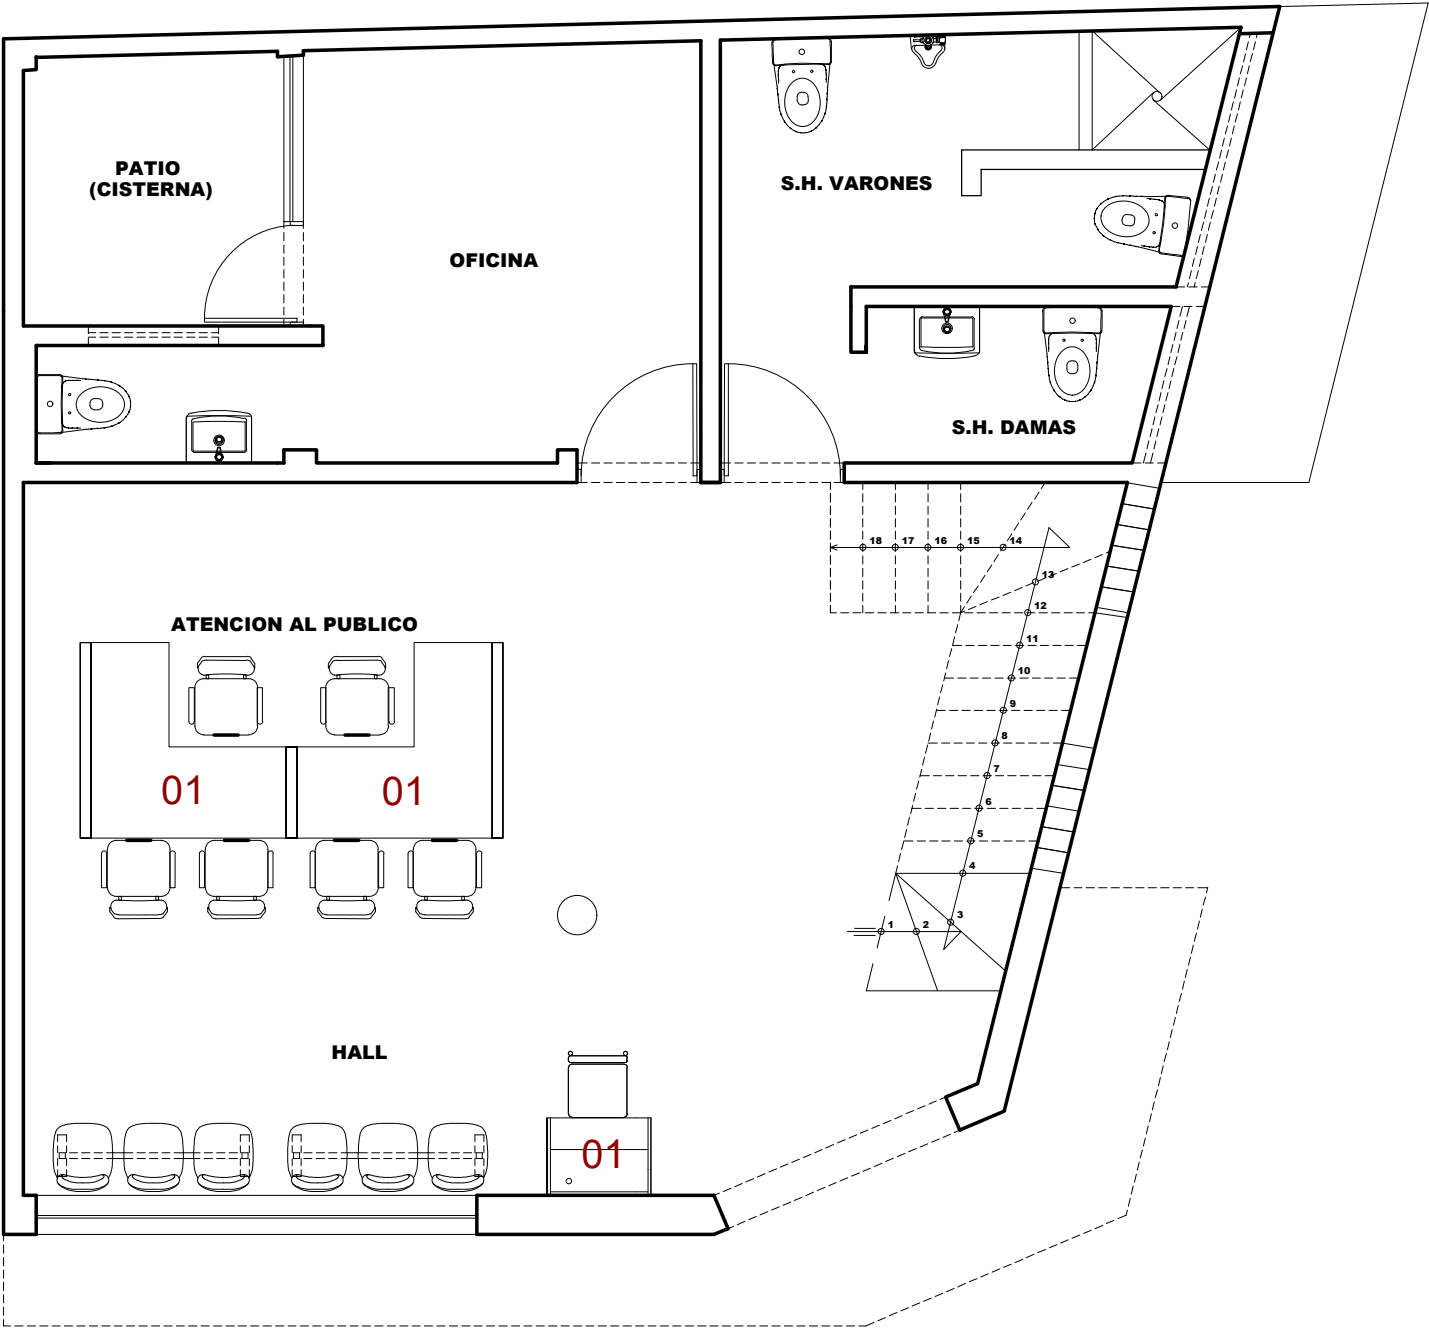 PATIO
(CISTERNA)
OFICINA
S.H. VARONES
S.H. DAMAS
18 17 16 15 14
13
12
11
10
9
8
7
6
5
4
3
1 2
ATENCION AL PUBLICO
01 01
HALL
01